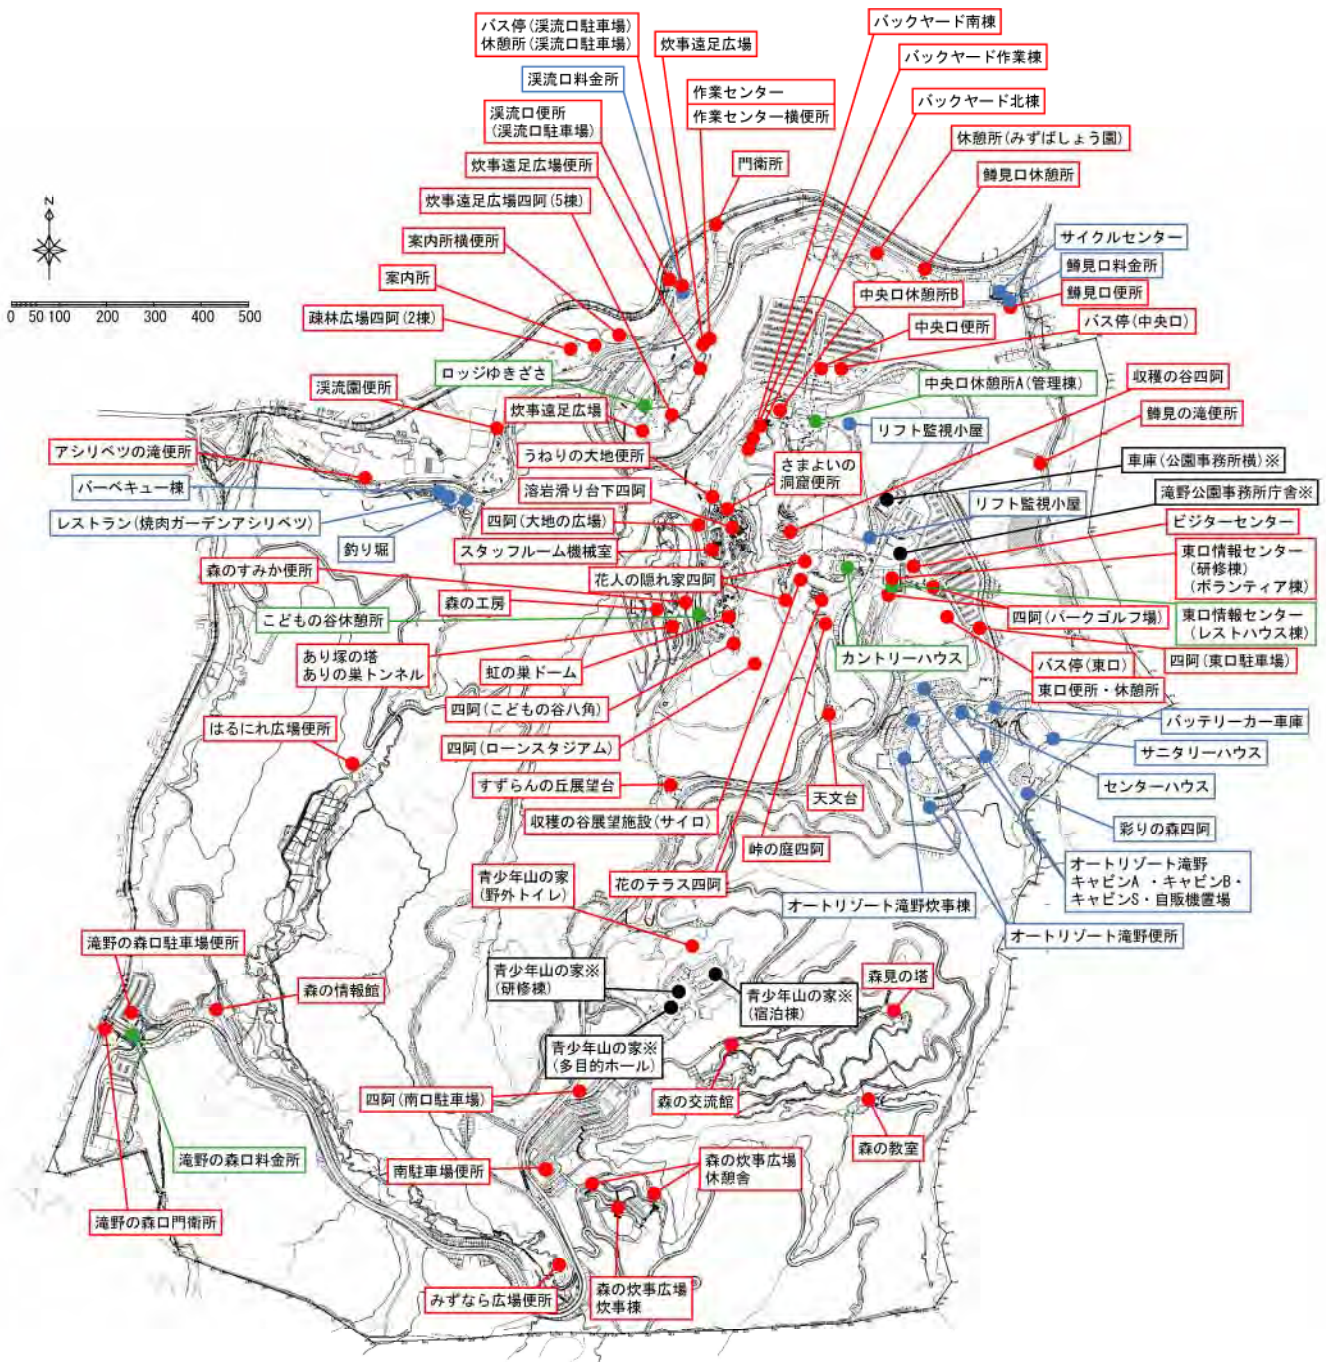 バックヤード南棟
バス停(渓流口駐車場)
休憩所(渓流口駐車場)
炊事遠足広場
バックヤード作業棟
渓流口料金所
作業センター
作業センター横便所
バックヤード北棟
渓流口便所
(渓流口駐車場)
休憩所(みずばしょう園)
炊事遠足広場便所
門衛所
鱒見口休憩所
炊事遠足広場四阿(5棟)
案内所横便所
サイクルセンター
案内所
鱒見口料金所
中央口休憩所B
鱒見口便所
疎林広場四阿(2棟)
中央口便所
バス停(中央口)
N
0 50 100 200 300 400 500
ロッジゆきざさ
中央口休憩所A(管理棟)
収穫の谷四阿
渓流園便所
炊事遠足広場
リフト監視小屋
鱒見の滝便所
アシリベツの滝便所
うねりの大地便所
さまよいの
洞窟便所
車庫(公園事務所横)※
バーベキュー棟
溶岩滑り台下四阿
滝野公園事務所庁舎※
レストラン(焼肉ガーデンアシリベツ)
四阿(大地の広場)
リフト監視小屋
ビジターセンター
釣り堀
スタッフルーム機械室
東口情報センター
(研修棟)
(ボランティア棟)
森のすみか便所
花人の隠れ家四阿
森の工房
こどもの谷休憩所
四阿(パークゴルフ場)
東口情報センター
(レストハウス棟)
あり塚の塔
ありの巣トンネル
虹の巣ドーム
カントリーハウス
バス停(東口)
東口便所・休憩所
四阿(東口駐車場)
四阿(こどもの谷八角)
はるにれ広場便所
四阿(ローンスタジアム)
バッテリーカー車庫
サニタリーハウス
すずらんの丘展望台
天文台
センターハウス
収穫の谷展望施設(サイロ)
彩りの森四阿
峠の庭四阿
青少年山の家
(野外トイレ)
花のテラス四阿
オートリゾート滝野炊事棟
オートリゾート滝野
キャビンA ・キャビンB・
キャビンS・自販機置場
オートリゾート滝野便所
滝野の森口駐車場便所
青少年山の家※
(研修棟)
青少年山の家※
(宿泊棟)
森見の塔
森の情報館
青少年山の家※
(多目的ホール)
四阿(南口駐車場)
森の交流館
森の教室
滝野の森口料金所
南駐車場便所
森の炊事広場
休憩舎
滝野の森口門衛所
みずなら広場便所
森の炊事広場
炊事棟